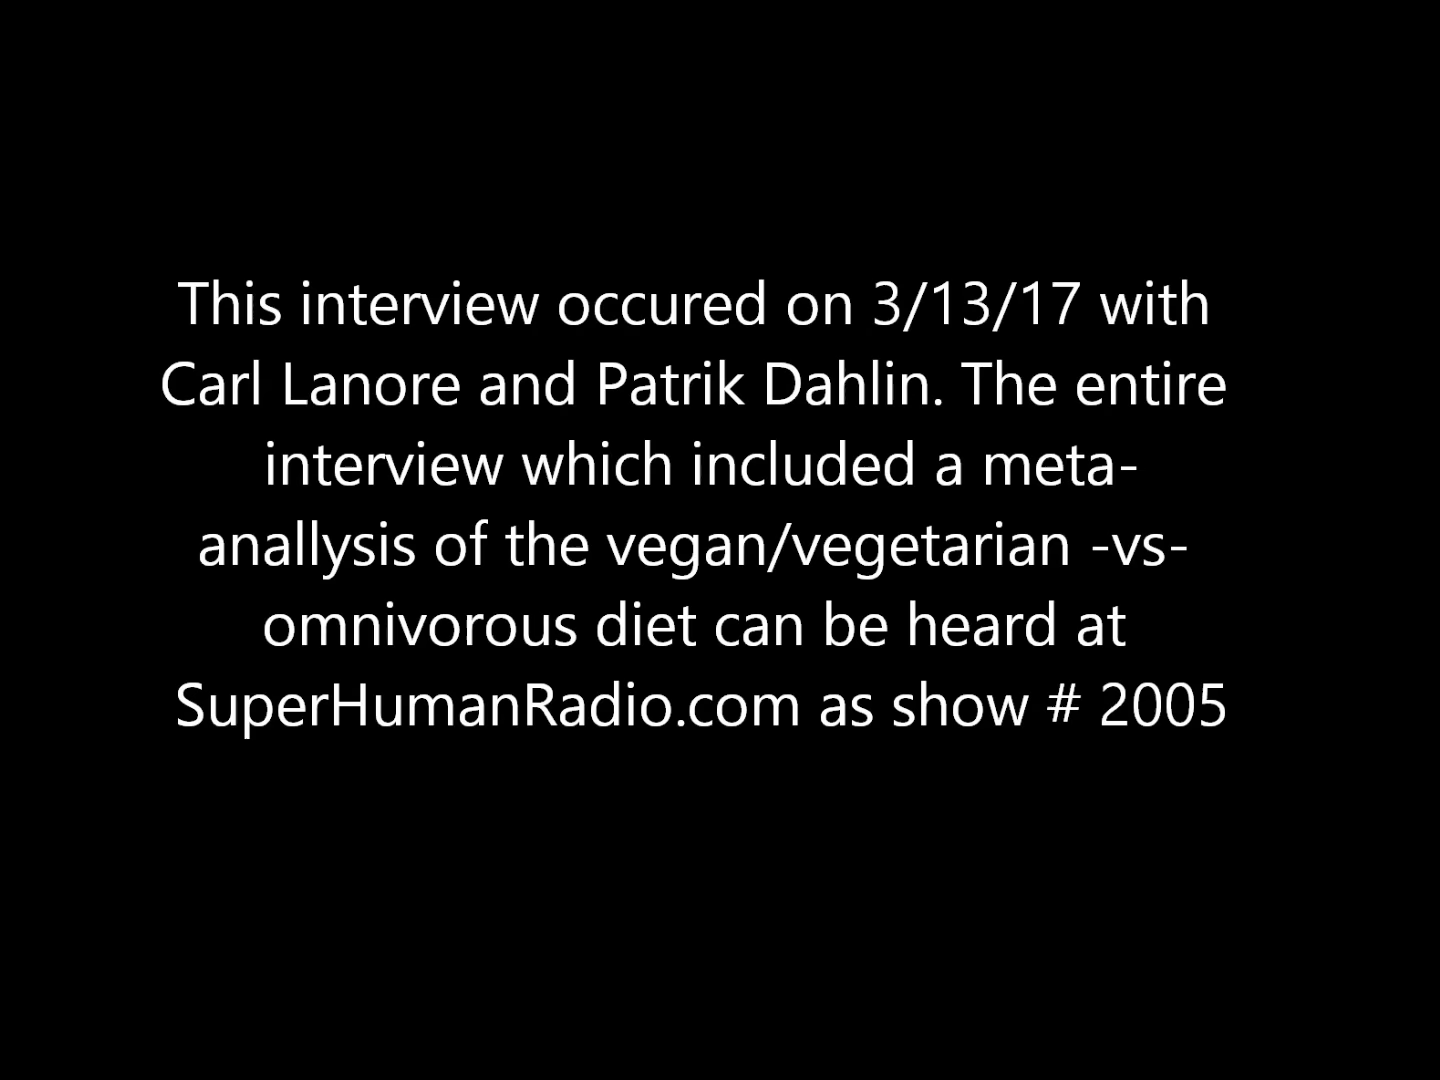 This interview occured on 3/13/17 with
Carl Lanore and Patrik Dahlin. The entire
interview which included a meta-
anallysis of the vegan/vegetarian -vs-
omnivorous diet can be heard at
SuperHumanRadio.com as show # 2005